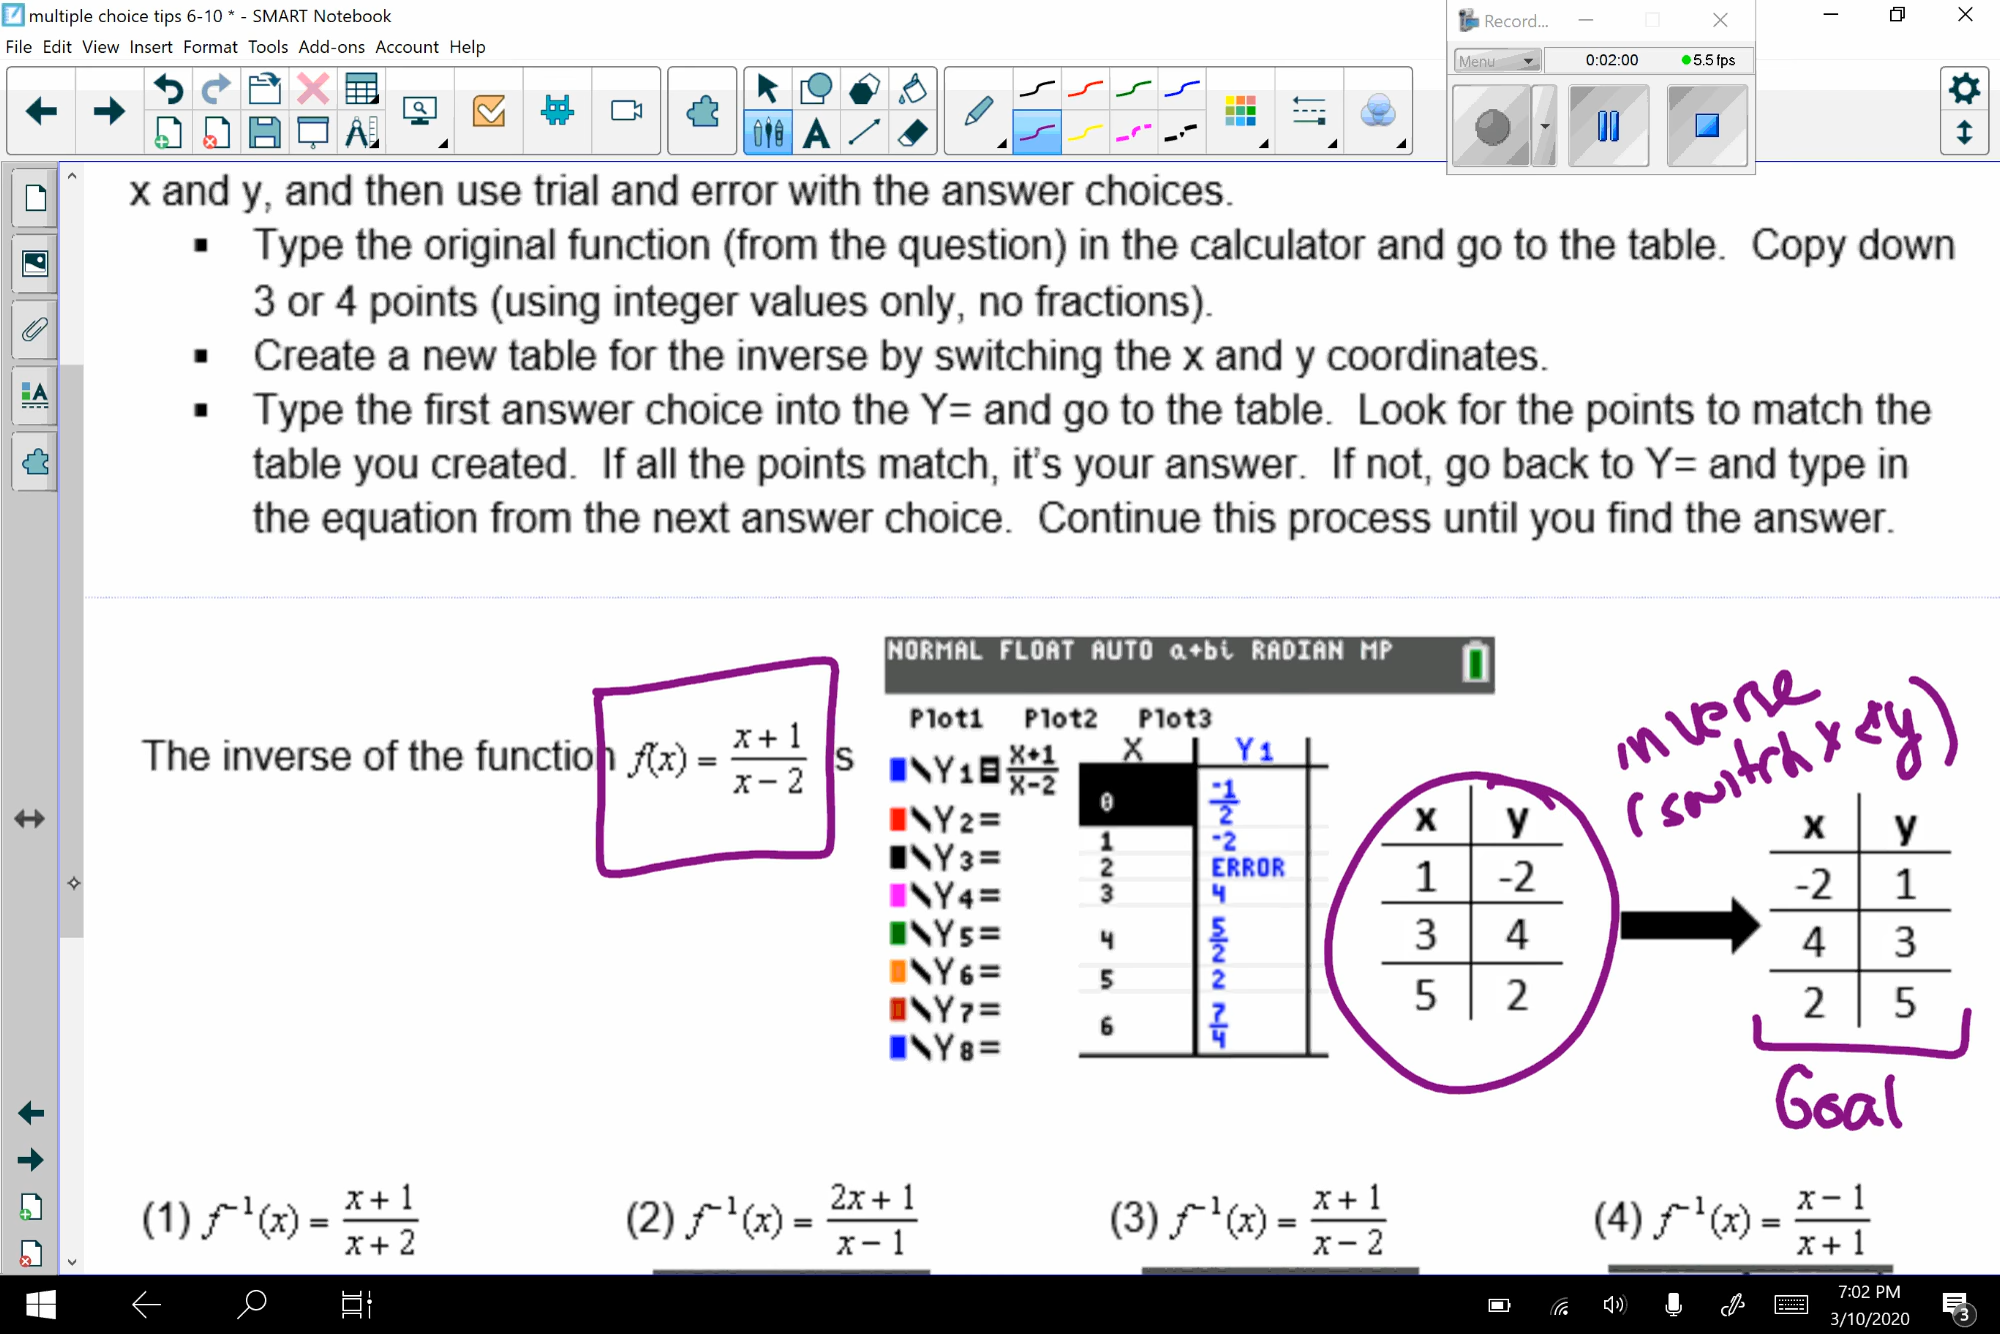 multiple choice tips 6-10 * - SMART Notebook
Record...
File Edit View Insert Format Tools Add-ons Account Help
Menu
0:02:00
5.5 fps
x and y, and then use trial and error with the answer choices.
▪ Type the original function (from the question) in the calculator and go to the table. Copy down
3 or 4 points (using integer values only, no fractions).
▪ Create a new table for the inverse by switching the x and y coordinates.
▪ Type the first answer choice into the Y= and go to the table. Look for the points to match the
table you created. If all the points match, it's your answer. If not, go back to Y= and type in
the equation from the next answer choice. Continue this process until you find the answer.
The inverse of the function f(x) = (x + 1)/(x − 2) s
NORMAL FLOAT AUTO a+bi RADIAN MP
Plot1 Plot2 Plot3
\Y1=(X+1)/(X-2)
\Y2=
\Y3=
\Y4=
\Y5=
\Y6=
\Y7=
\Y8=
X Y1
0 -1/2
1 -2
2 ERROR
3 4
4 5/2
5 2
6 7/4
x y
1 -2
3 4
5 2
inverse
(switch x & y)
x y
-2 1
4 3
2 5
Goal
(1) f⁻¹(x) = (x + 1)/(x + 2)
(2) f⁻¹(x) = (2x + 1)/(x − 1)
(3) f⁻¹(x) = (x + 1)/(x − 2)
(4) f⁻¹(x) = (x − 1)/(x + 1)
7:02 PM
3/10/2020
3